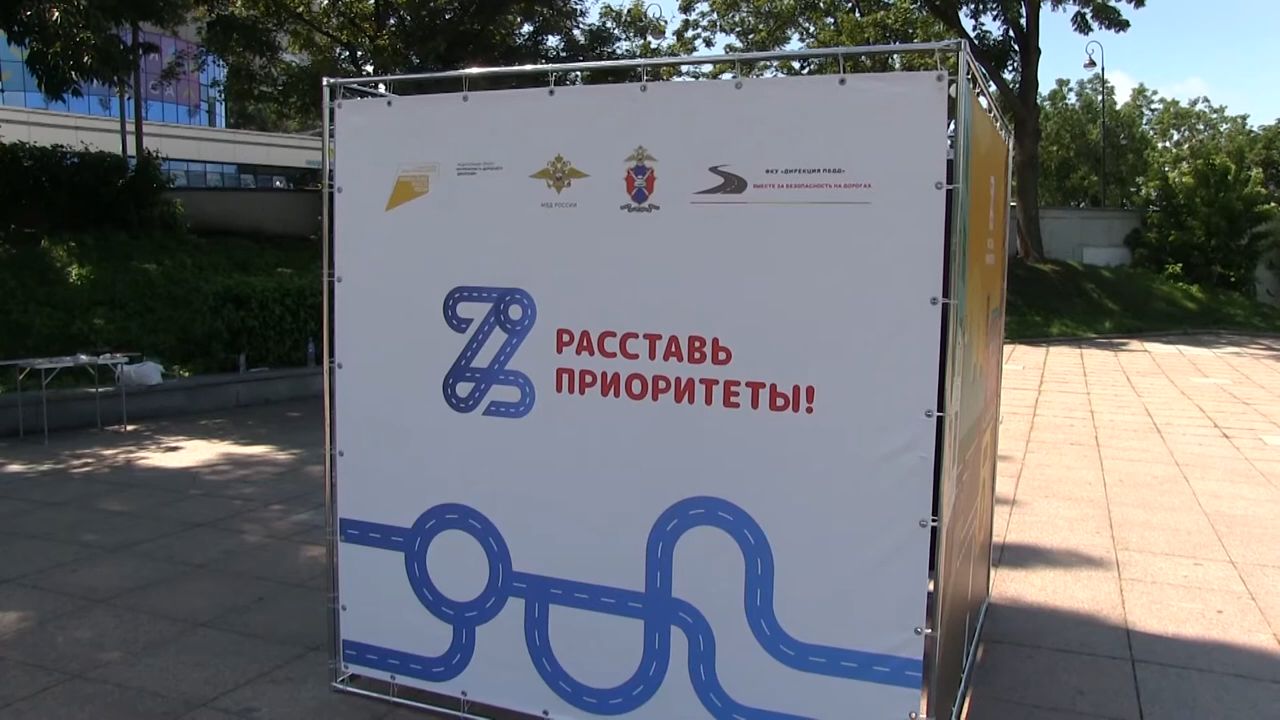 МВД РОССИИ
ФКУ «ДИРЕКЦИЯ ПБДД»
ВМЕСТЕ ЗА БЕЗОПАСНОСТЬ НА ДОРОГАХ
РАССТАВЬ
ПРИОРИТЕТЫ!